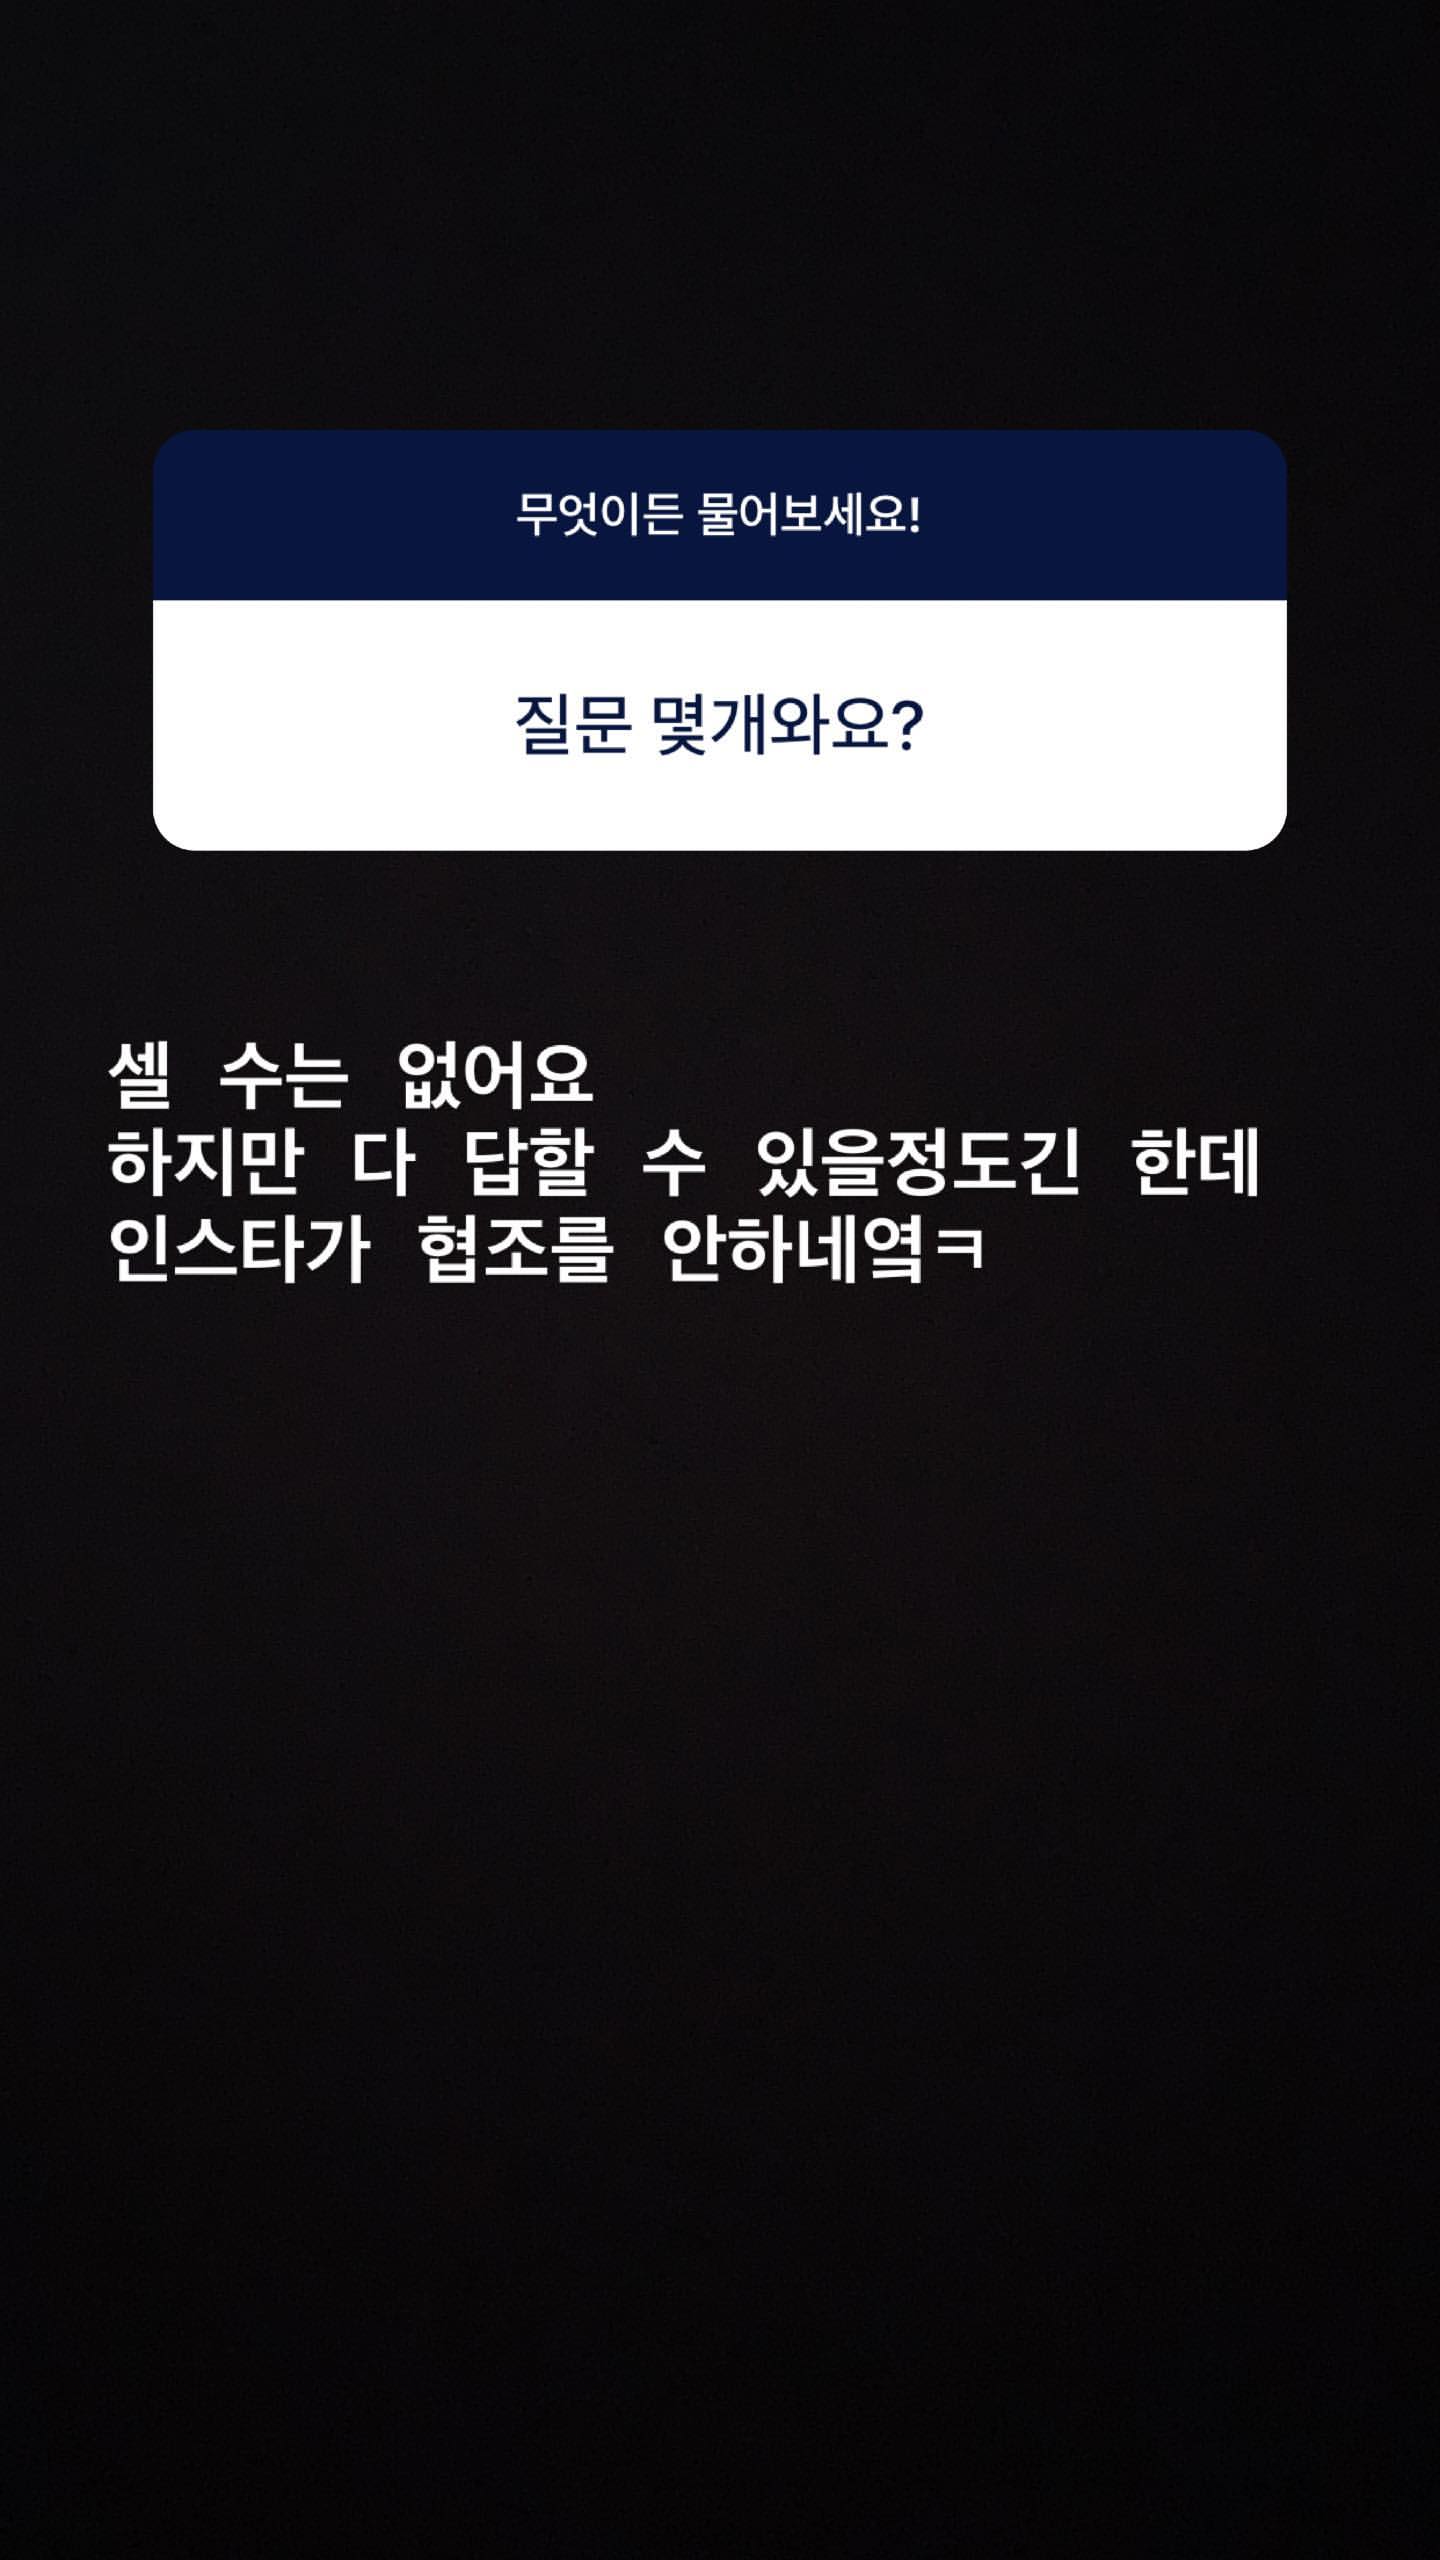 무엇이든 물어보세요!
질문 몇개와요?
셀 수는 없어요
하지만 다 답할 수 있을정도긴 한데
인스타가 협조를 안하네옄ㅋ